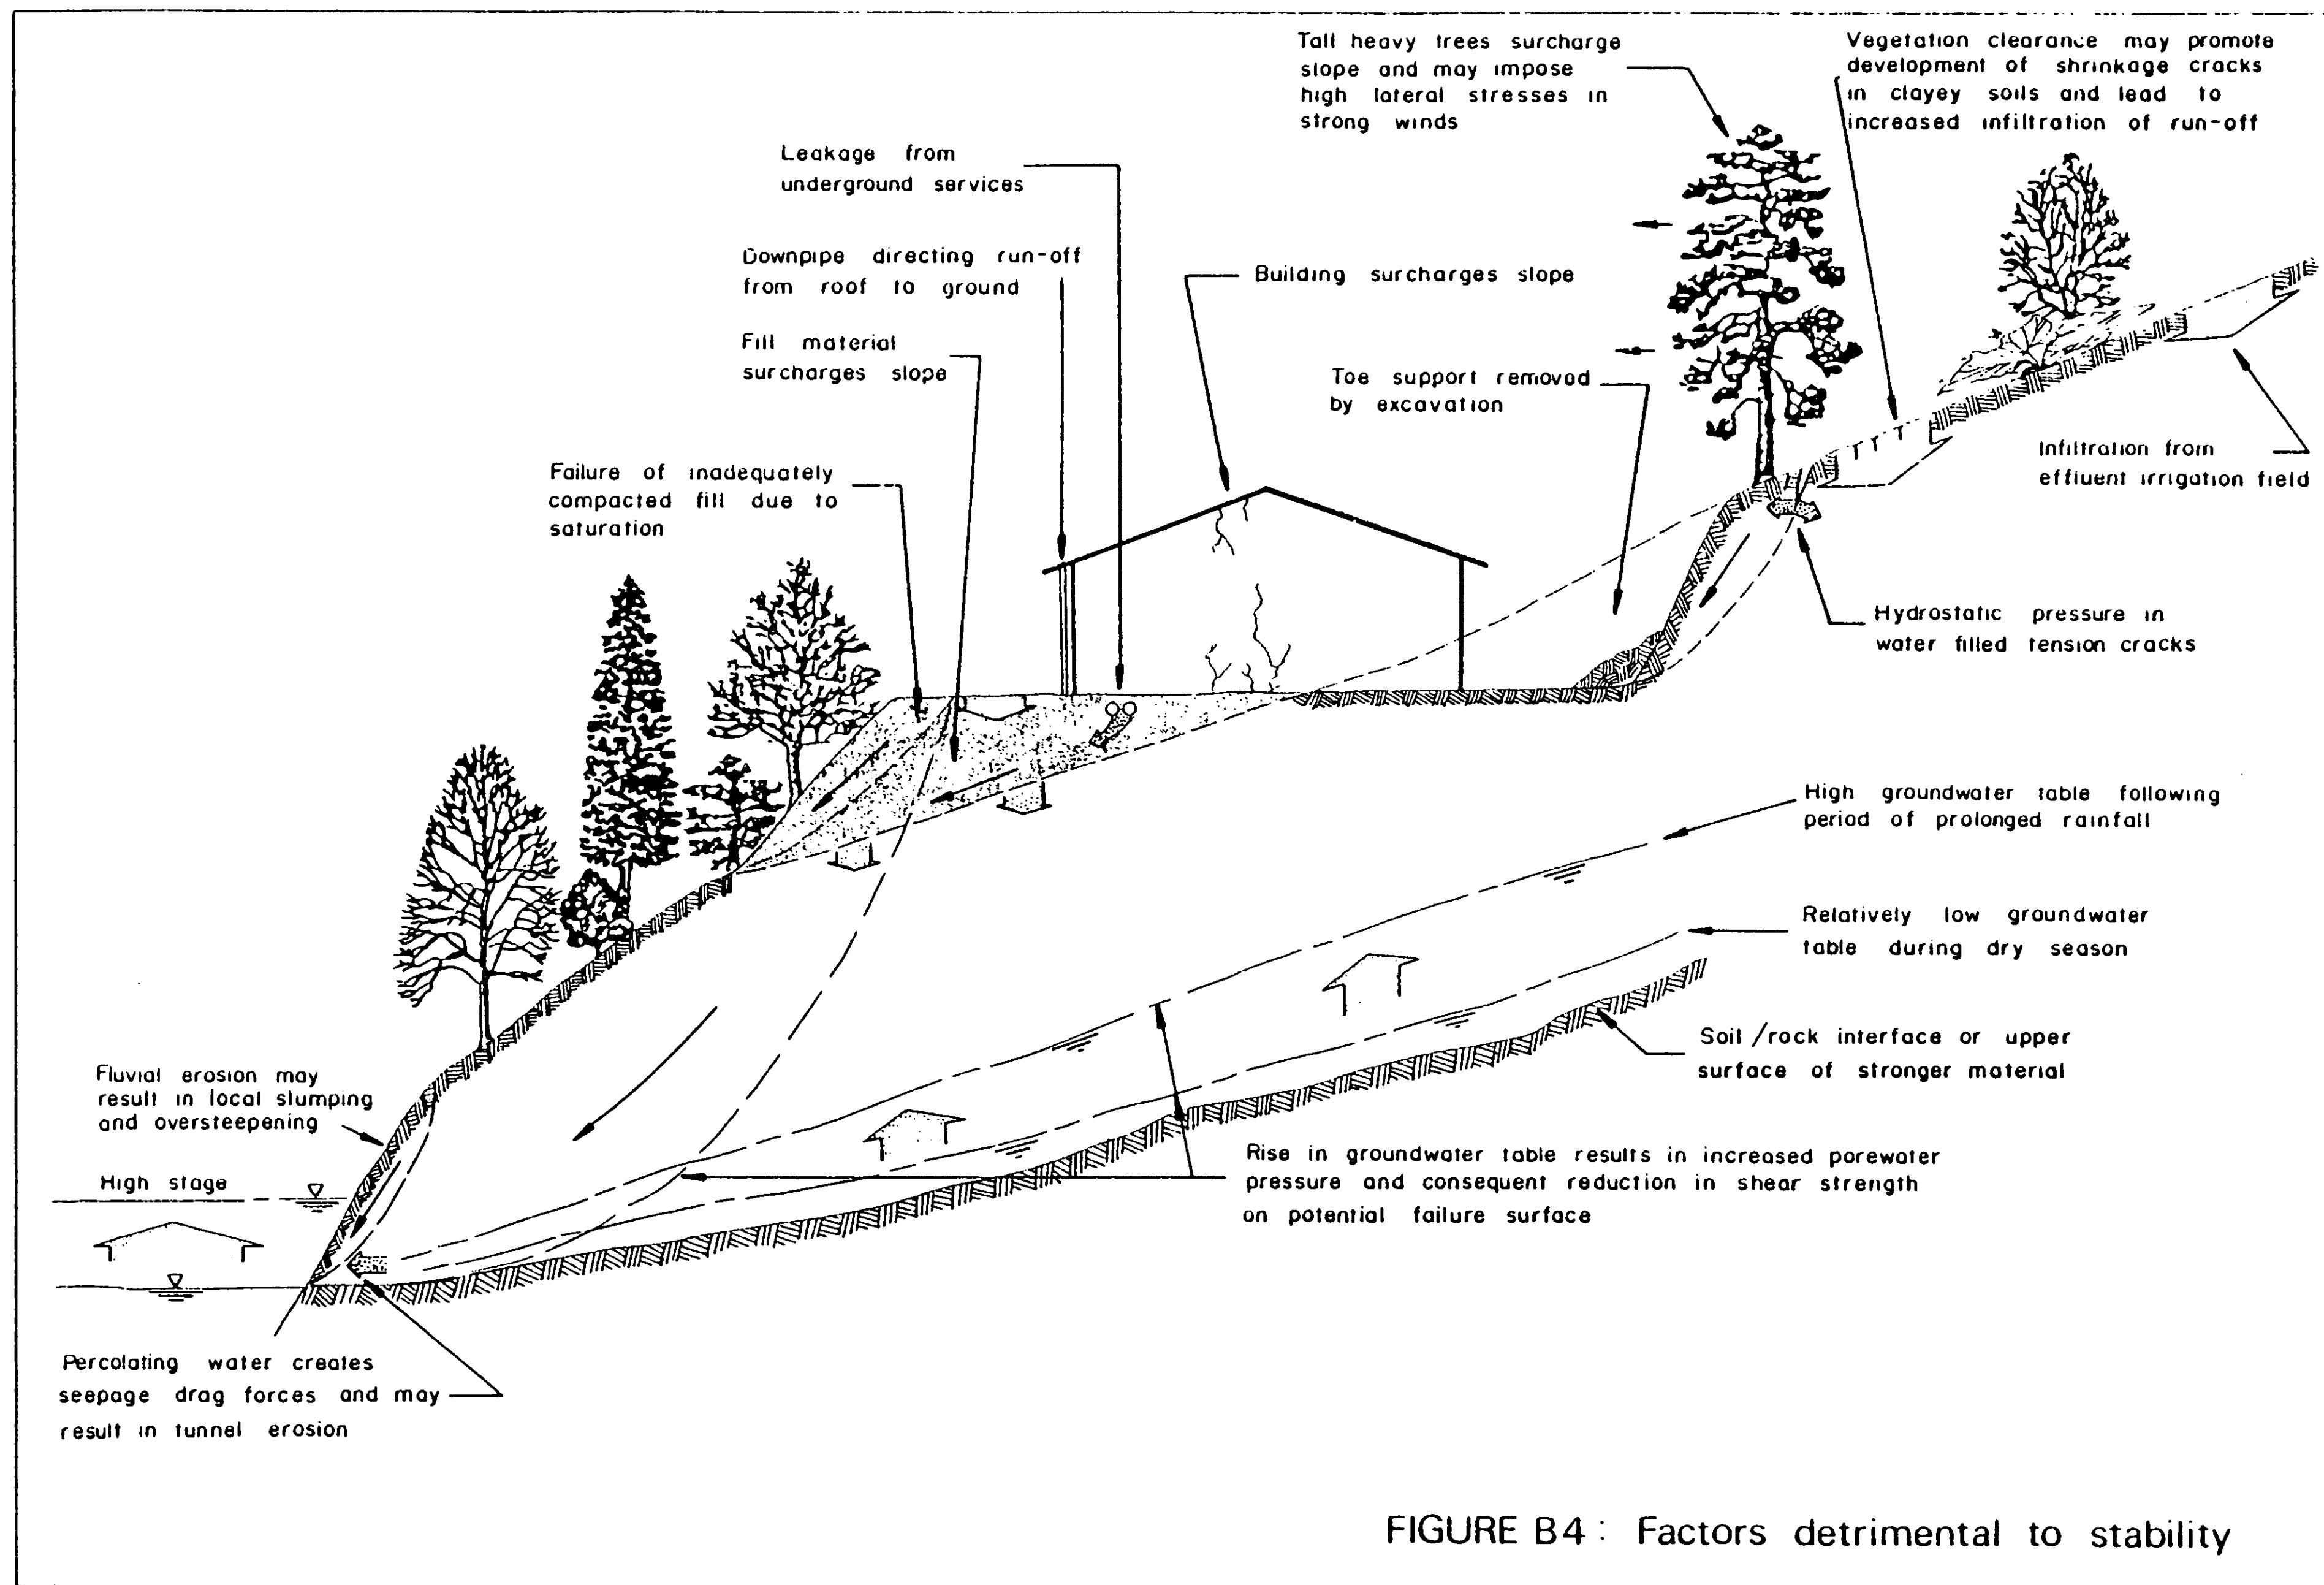 Tall heavy trees surcharge
slope and may impose
high lateral stresses in
strong winds
Vegetation clearance may promote
development of shrinkage cracks
in clayey soils and lead to
increased infiltration of run-off
Leakage from
underground services
Downpipe directing run-off
from roof to ground
Building surcharges slope
Fill material
surcharges slope
Toe support removed
by excavation
Infiltration from
effluent irrigation field
Failure of inadequately
compacted fill due to
saturation
Hydrostatic pressure in
water filled tension cracks
High groundwater table following
period of prolonged rainfall
Relatively low groundwater
table during dry season
Soil /rock interface or upper
surface of stronger material
Fluvial erosion may
result in local slumping
and oversteepening
High stage
Rise in groundwater table results in increased porewater
pressure and consequent reduction in shear strength
on potential failure surface
Percolating water creates
seepage drag forces and may
result in tunnel erosion
FIGURE B4 : Factors detrimental to stability